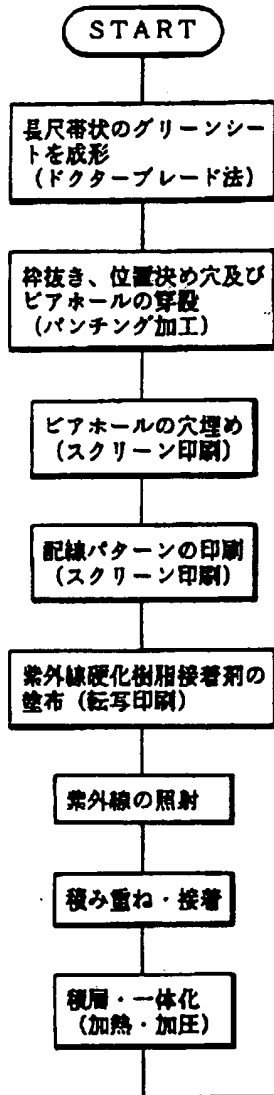 START
長尺帯状のグリーンシー
トを成形
(ドクターブレード法)
枠抜き、位置決め穴及び
ビアホールの穿設
(パンチング加工)
ビアホールの穴埋め
(スクリーン印刷)
配線パターンの印刷
(スクリーン印刷)
紫外線硬化樹脂接着剤の
塗布(転写印刷)
紫外線の照射
積み重ね・接着
積層・一体化
(加熱・加圧)